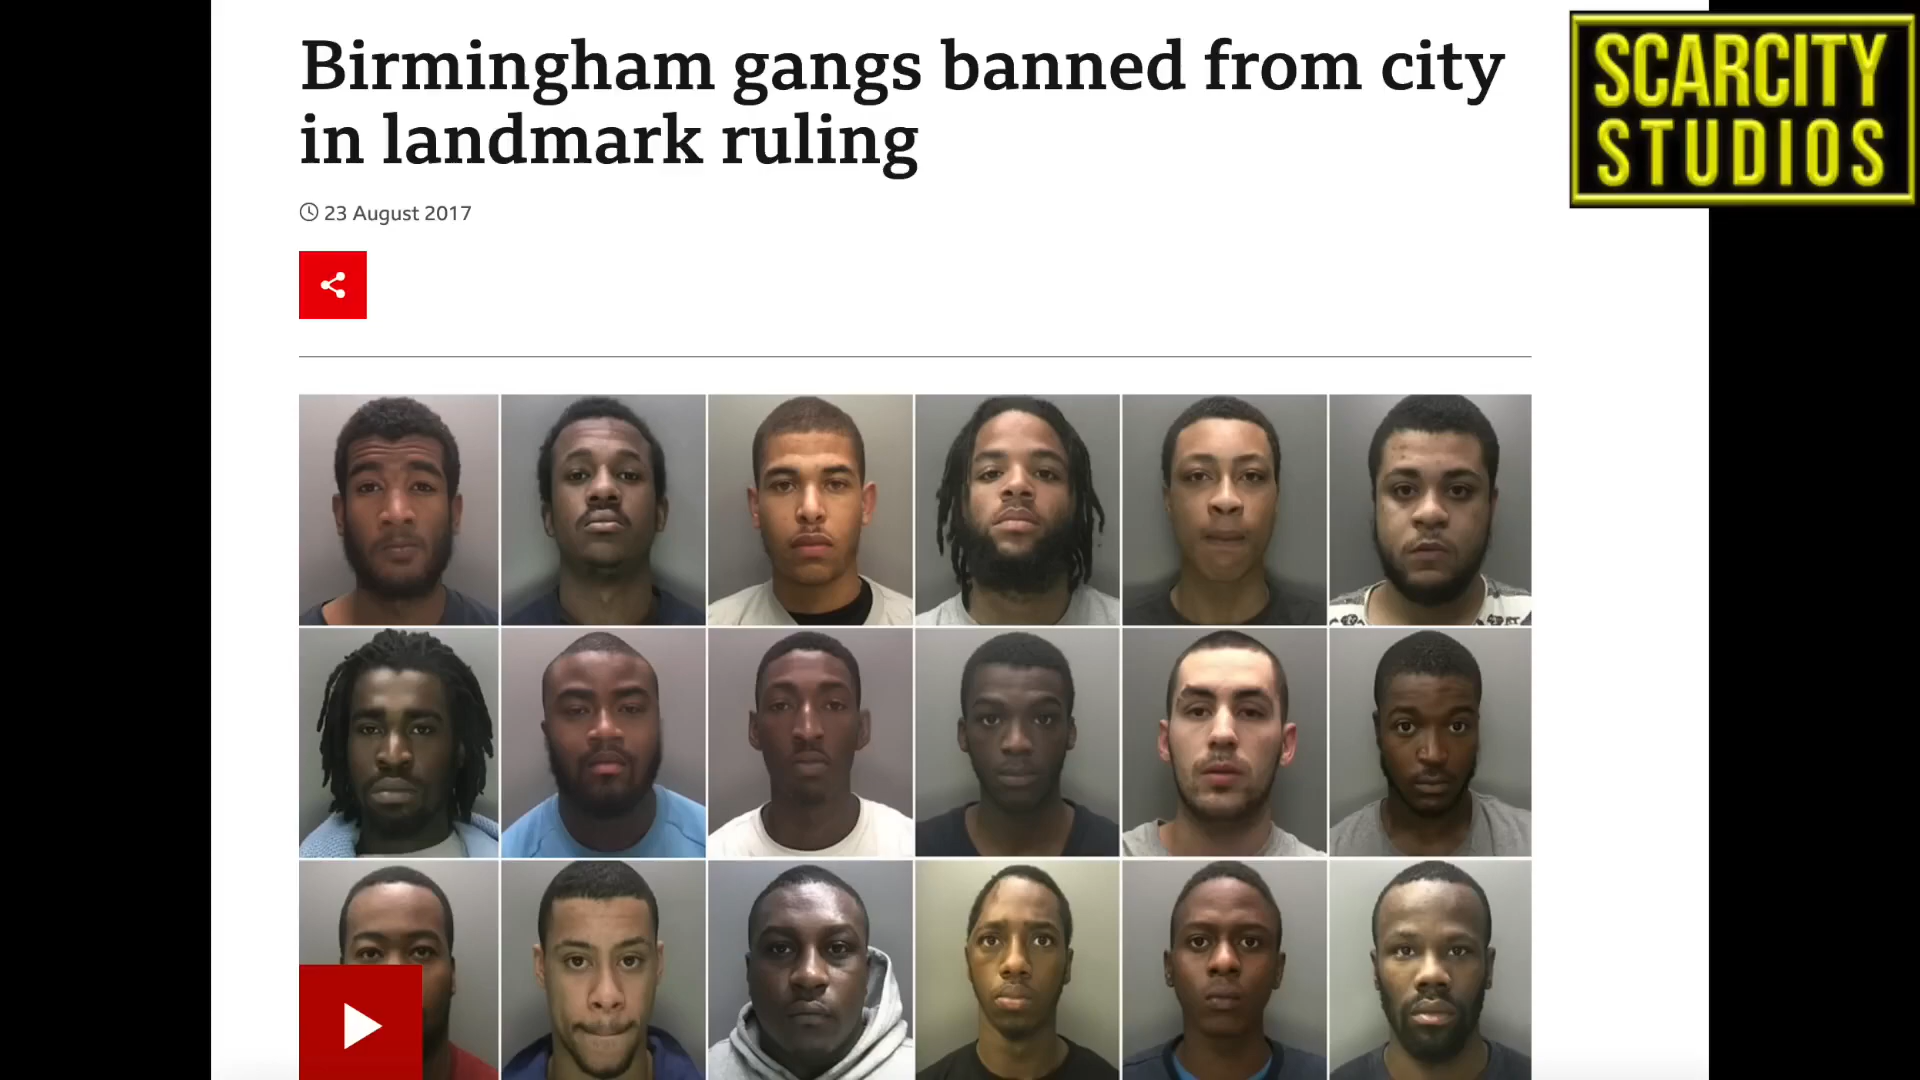 Birmingham gangs banned from city
in landmark ruling
23 August 2017
SCARCITY
STUDIOS